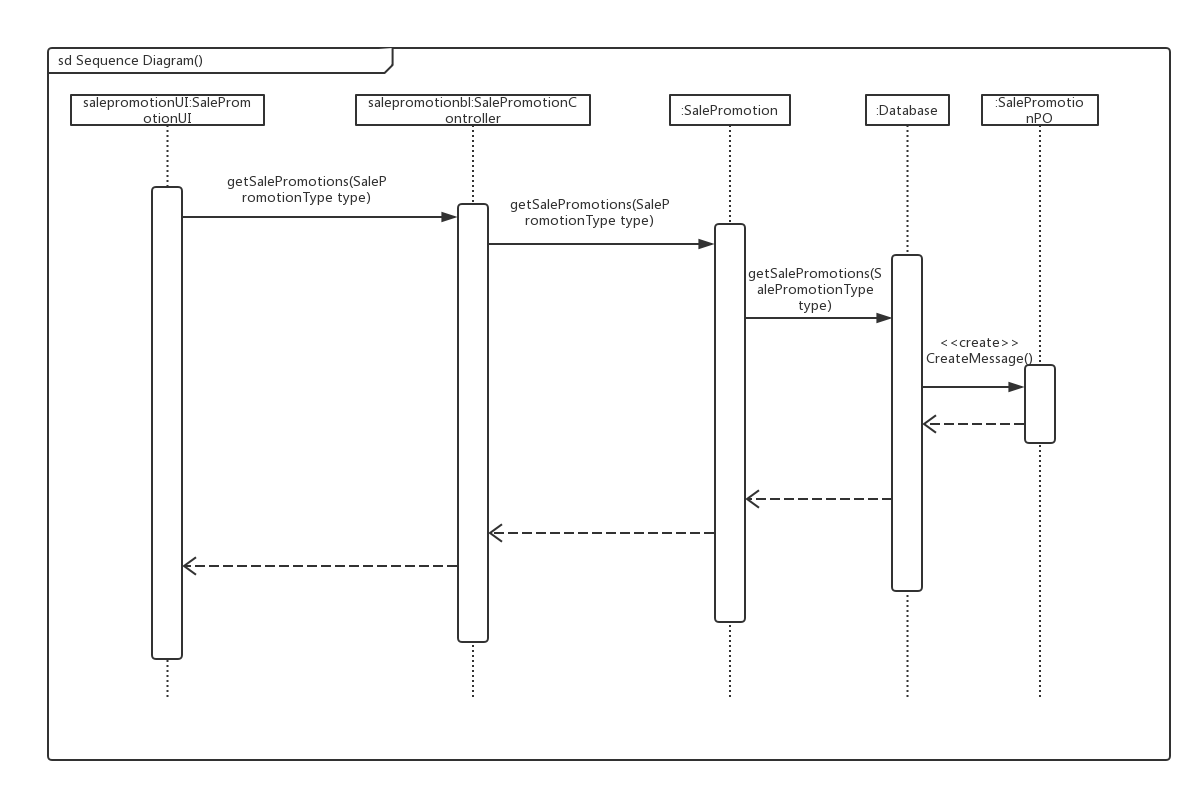 sd Sequence Diagram()
salepromotionUI:SaleProm
otionUI
salepromotionbl:SalePromotionC
ontroller
:SalePromotion
:Database
:SalePromotio
nPO
getSalePromotions(SaleP
romotionType type)
getSalePromotions(SaleP
romotionType type)
getSalePromotions(S
alePromotionType
type)
<<create>>
CreateMessage()